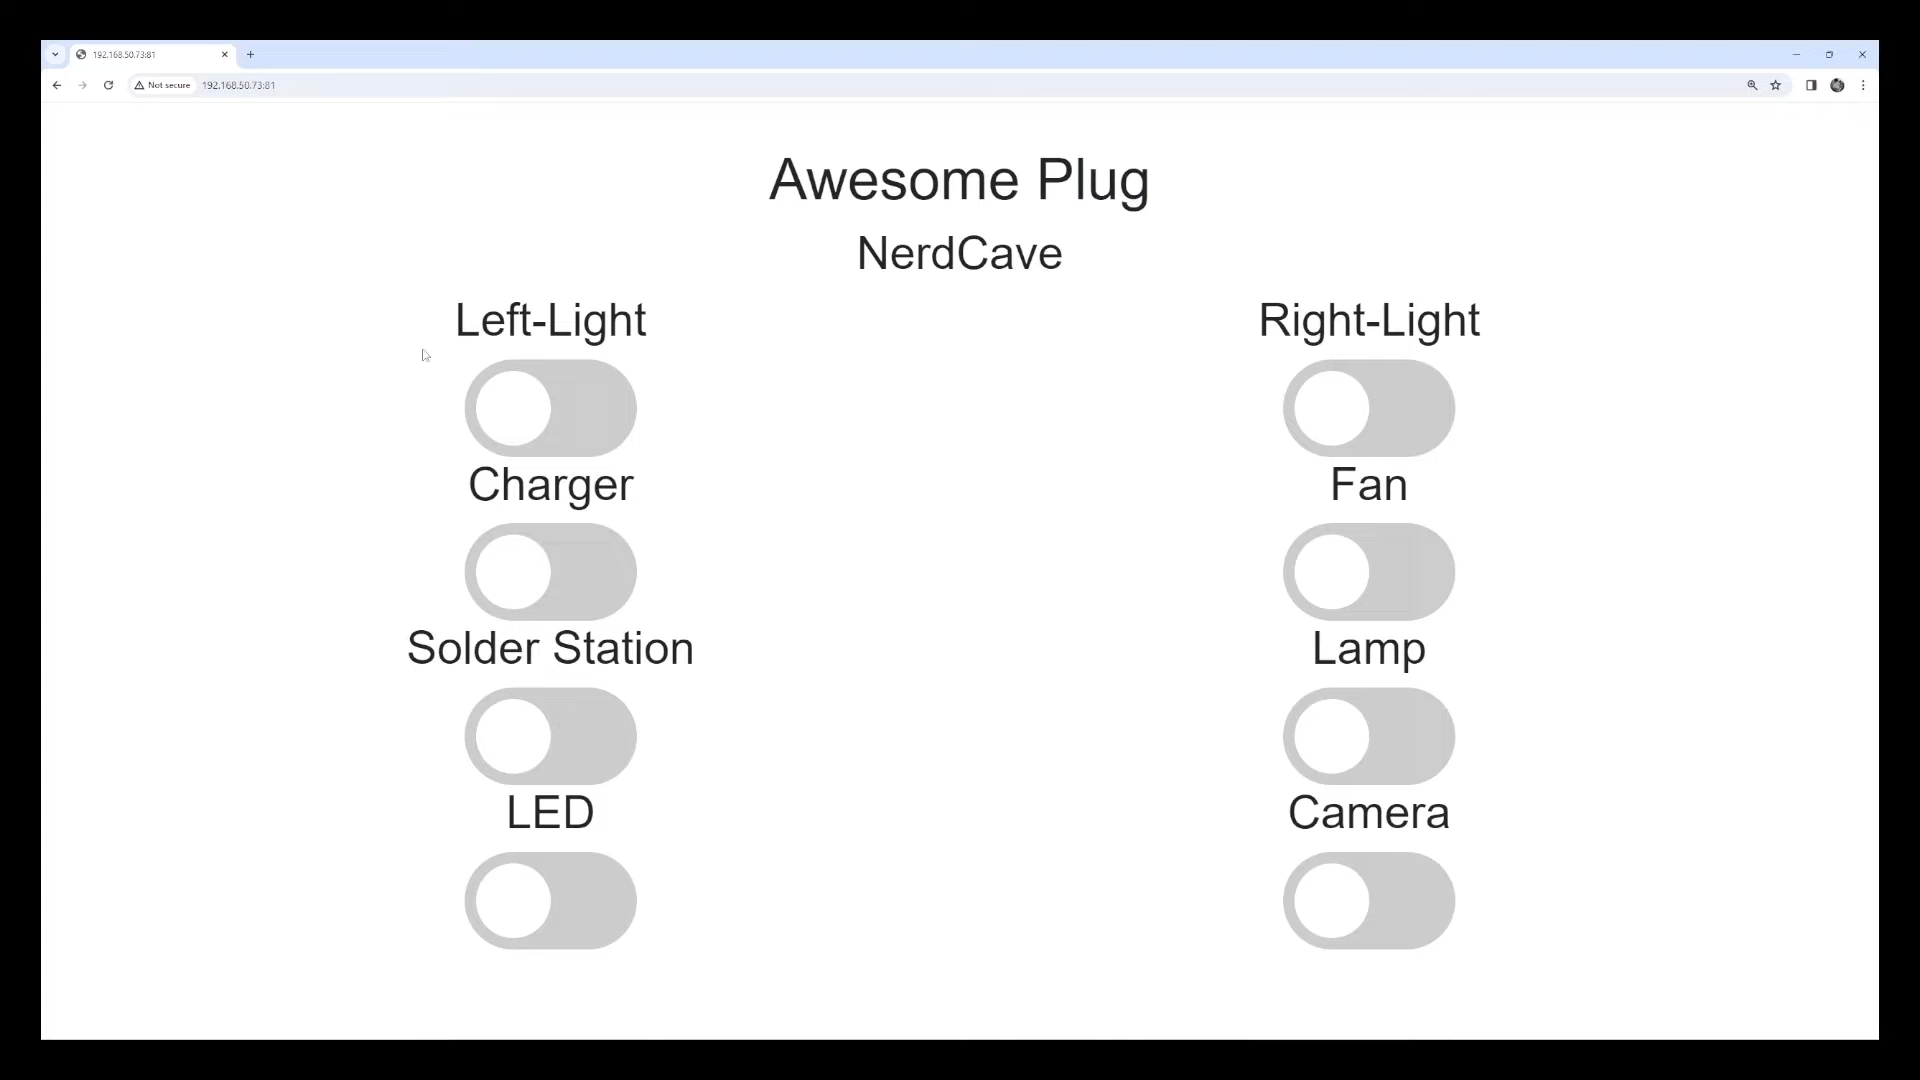 192.168.50.73:81
Not secure 192.168.50.73:81
Awesome Plug
NerdCave
Left-Light Right-Light
Charger Fan
Solder Station Lamp
LED Camera